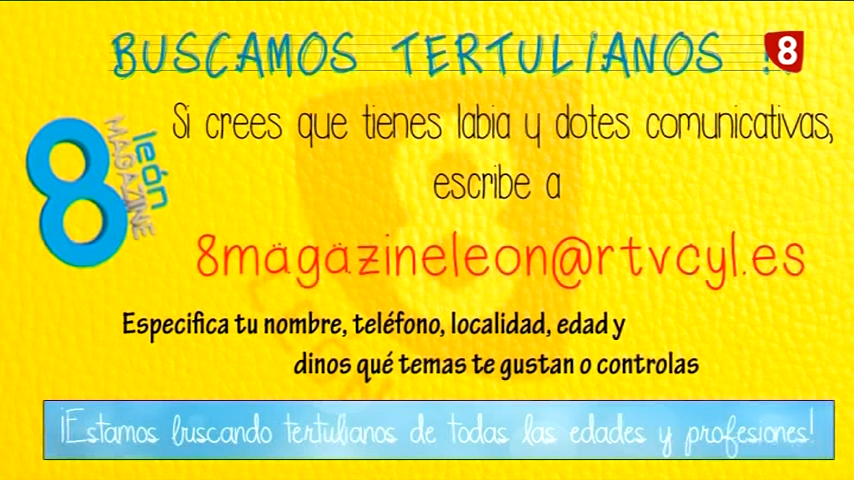 BUSCAMOS TERTULIANOS !!
8
Si crees que tienes labia y dotes comunicativas,
escribe a
8 león
MAGAZINE
8magazineleon@rtvcyl.es
Especifica tu nombre, teléfono, localidad, edad y
dinos qué temas te gustan o controlas
¡Estamos buscando tertulianos de todas las edades y profesiones!